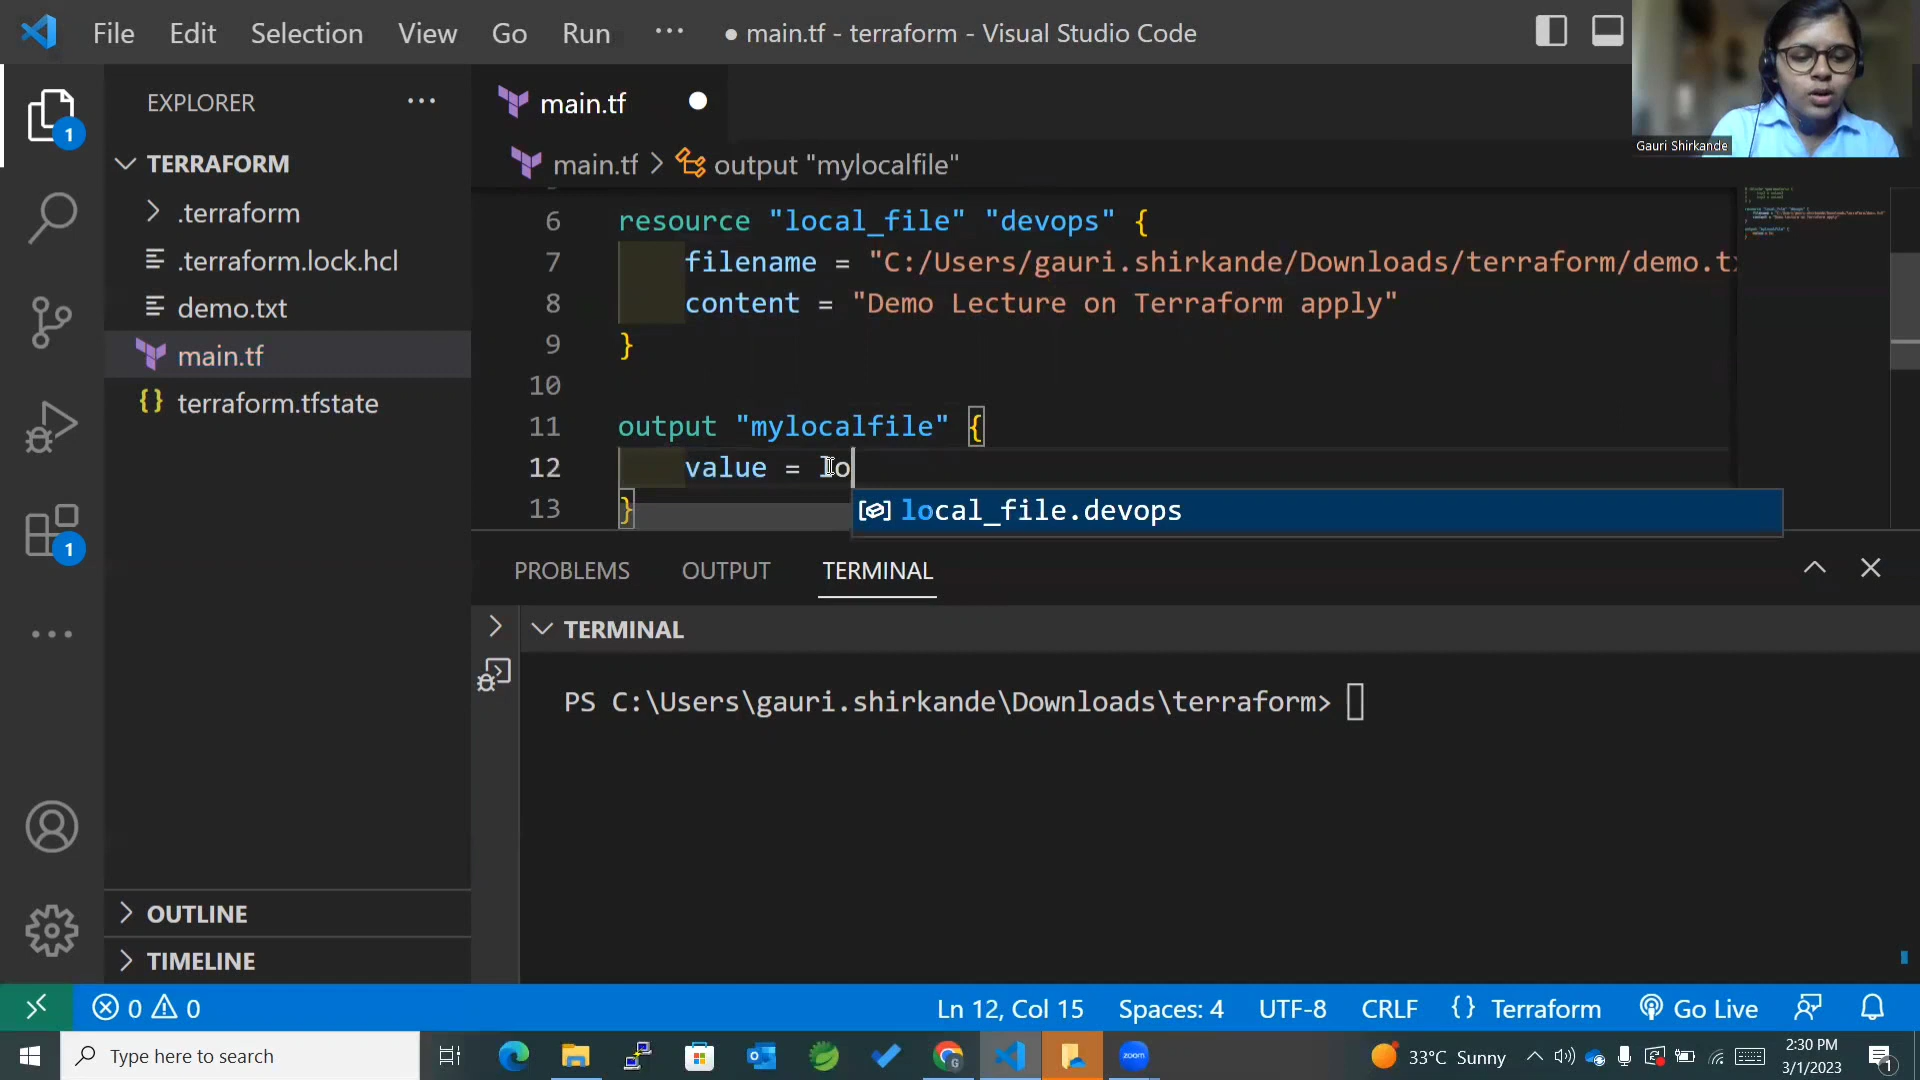 File Edit Selection View Go Run ··· ● main.tf - terraform - Visual Studio Code
Gauri Shirkande
EXPLORER ···
1
TERRAFORM
.terraform
.terraform.lock.hcl
demo.txt
main.tf
{} terraform.tfstate
1
···
OUTLINE
TIMELINE
main.tf
main.tf > output "mylocalfile"
6 resource "local_file" "devops" {
7 filename = "C:/Users/gauri.shirkande/Downloads/terraform/demo.tx
8 content = "Demo Lecture on Terraform apply"
9 }
10
11 output "mylocalfile" {
12 value = lo
13 }
local_file.devops
PROBLEMS OUTPUT TERMINAL
TERMINAL
PS C:\Users\gauri.shirkande\Downloads\terraform>
0 0 Ln 12, Col 15 Spaces: 4 UTF-8 CRLF {} Terraform Go Live
Type here to search
zoom
33°C Sunny
2:30 PM
3/1/2023
1